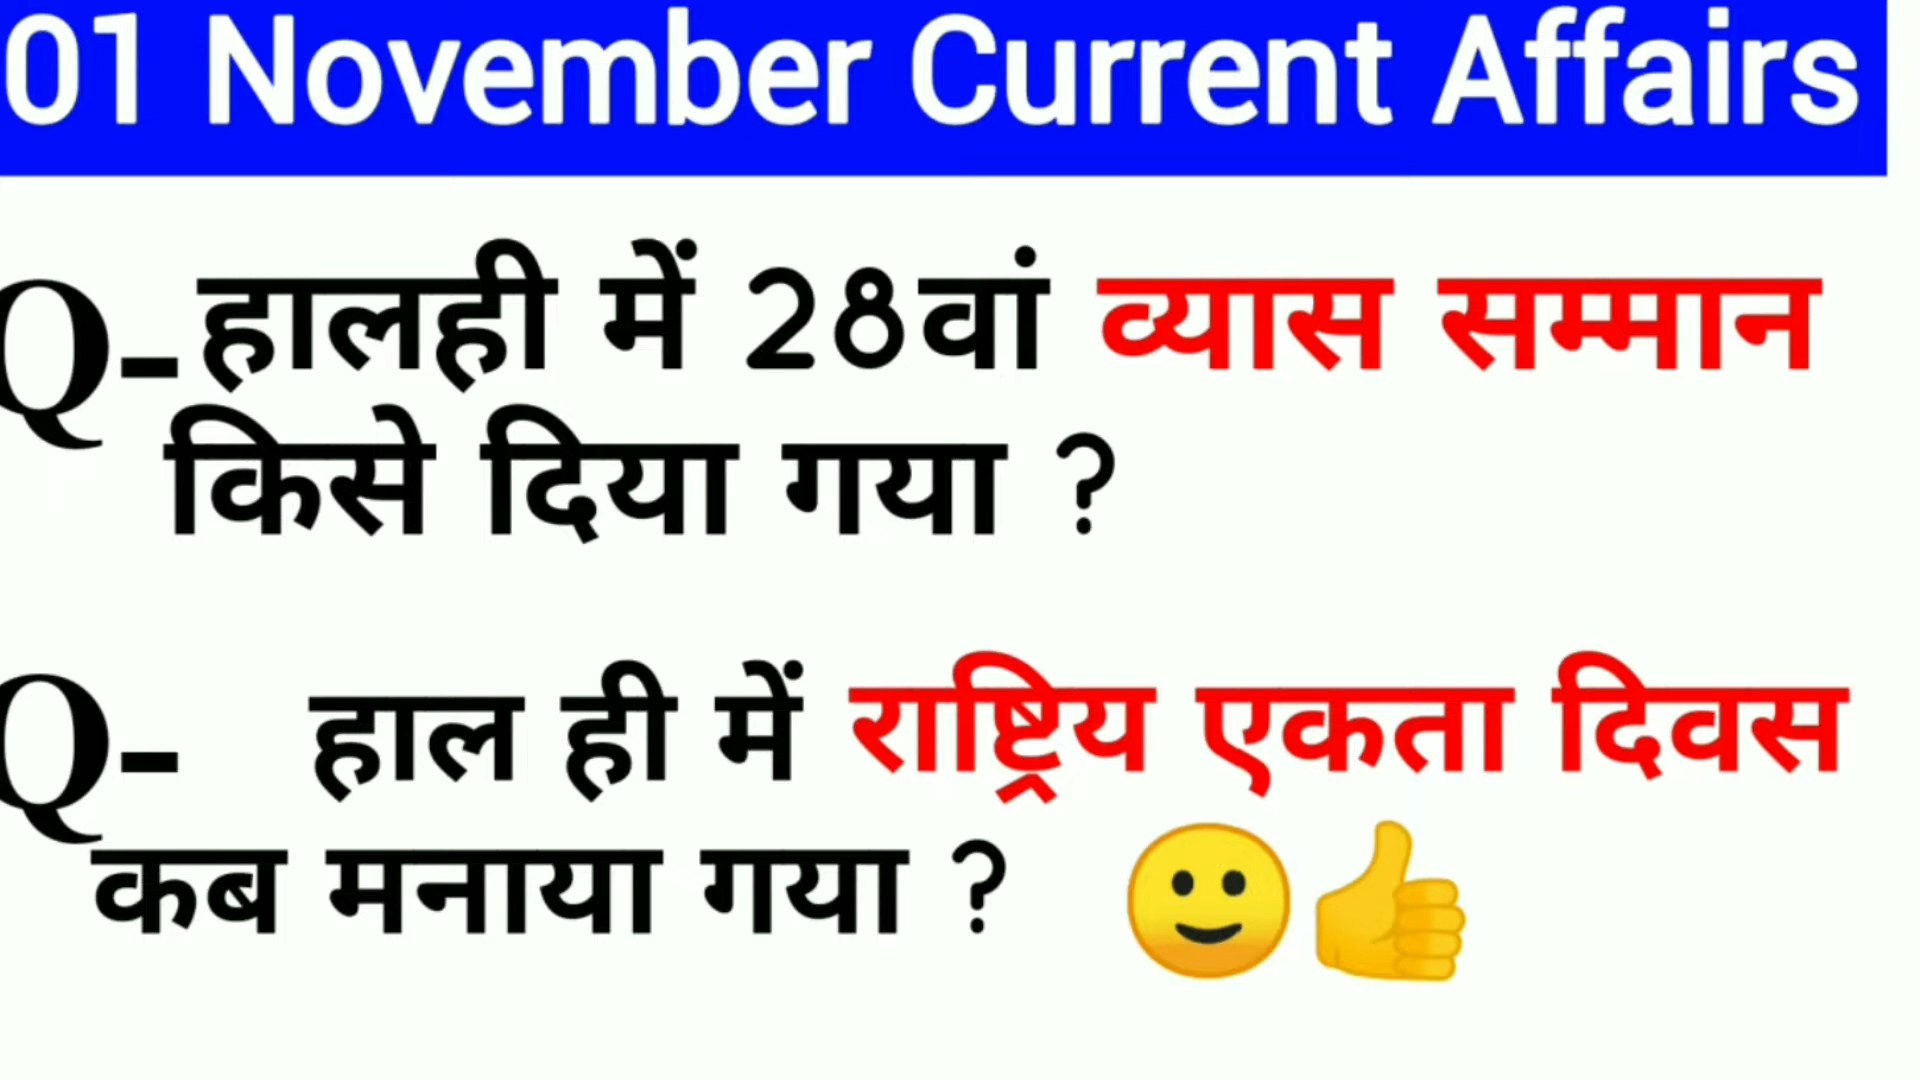 01 November Current Affairs
Q-हालही में 28वां व्यास सम्मान
किसे दिया गया ?
Q- हाल ही में राष्ट्रिय एकता दिवस
कब मनाया गया ?